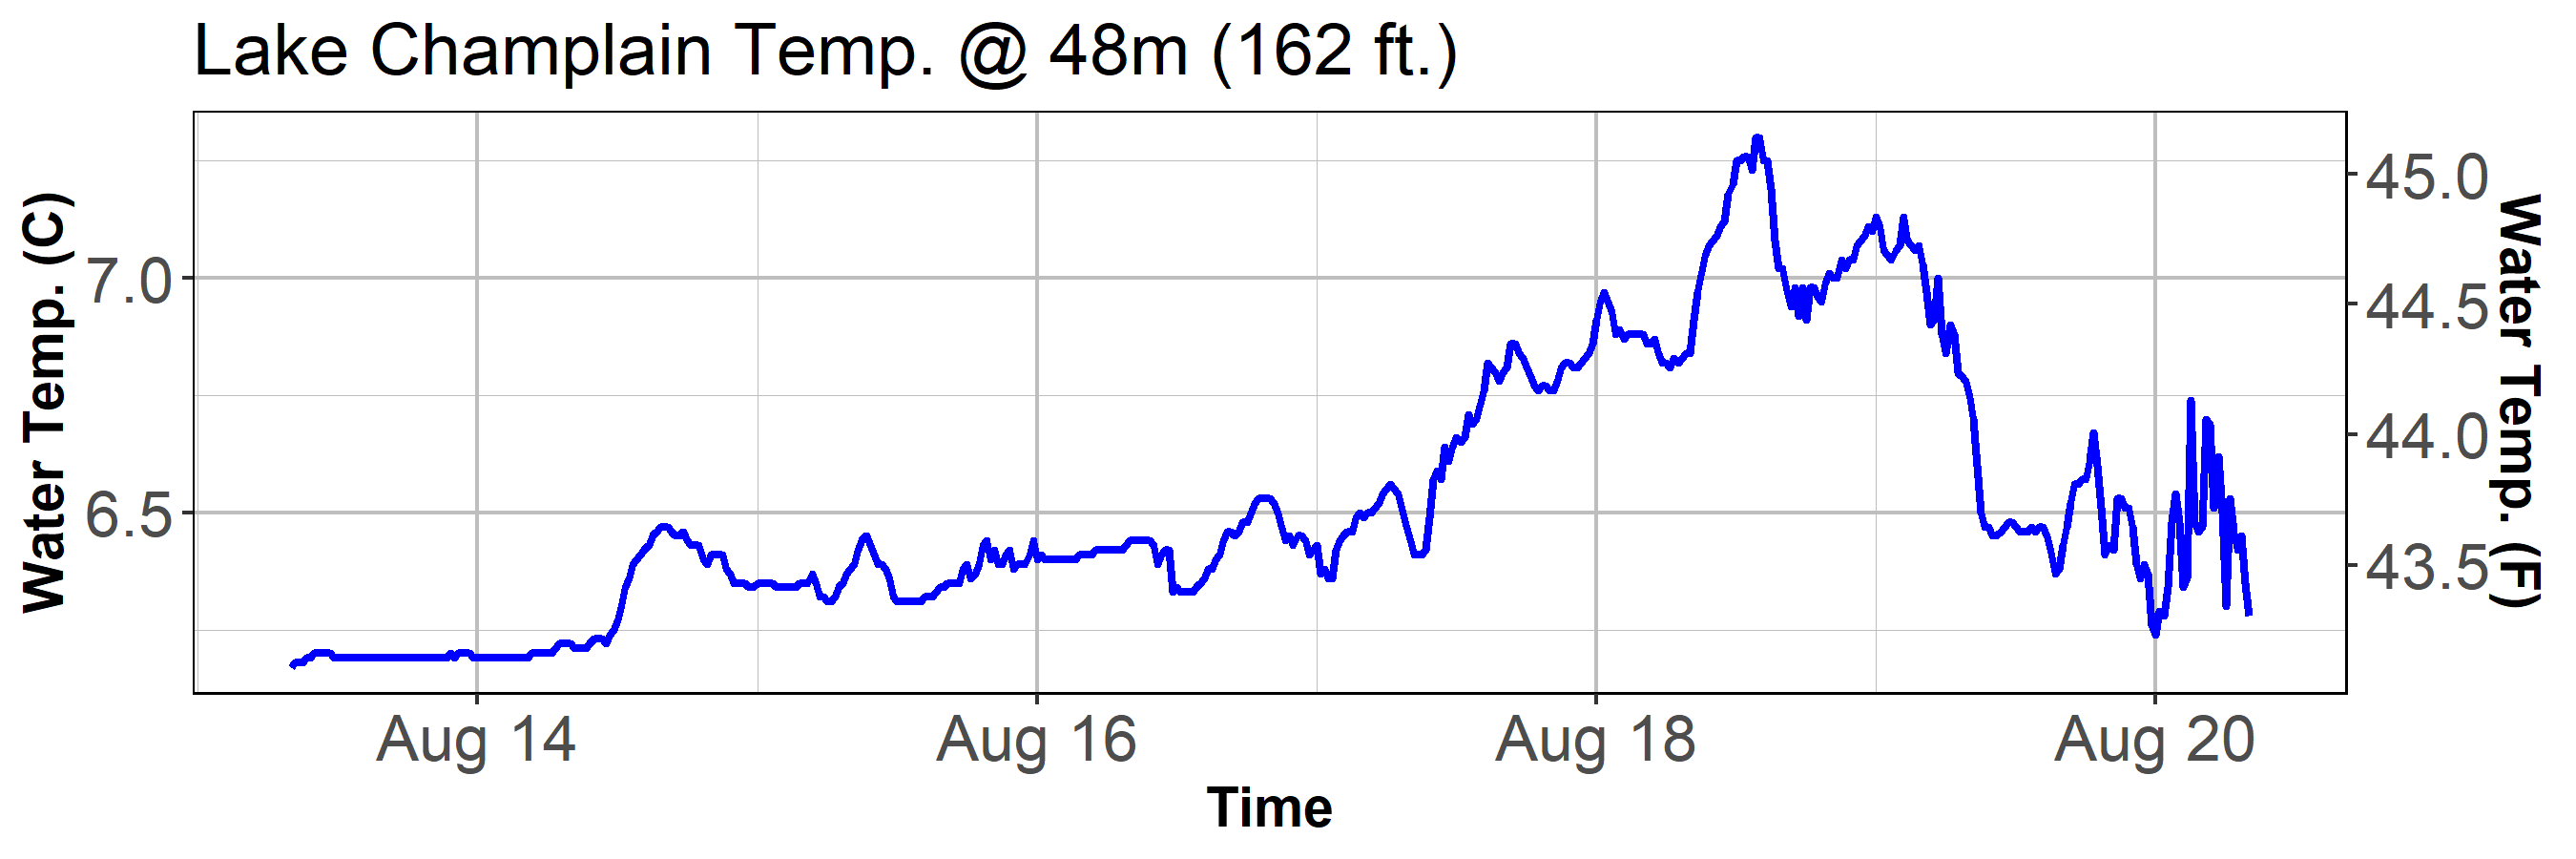 Lake Champlain Temp. @ 48m (162 ft.)
Water Temp. (C)
7.0
6.5
45.0
44.5
44.0
43.5
Water Temp. (F)
Aug 14
Aug 16
Aug 18
Aug 20
Time